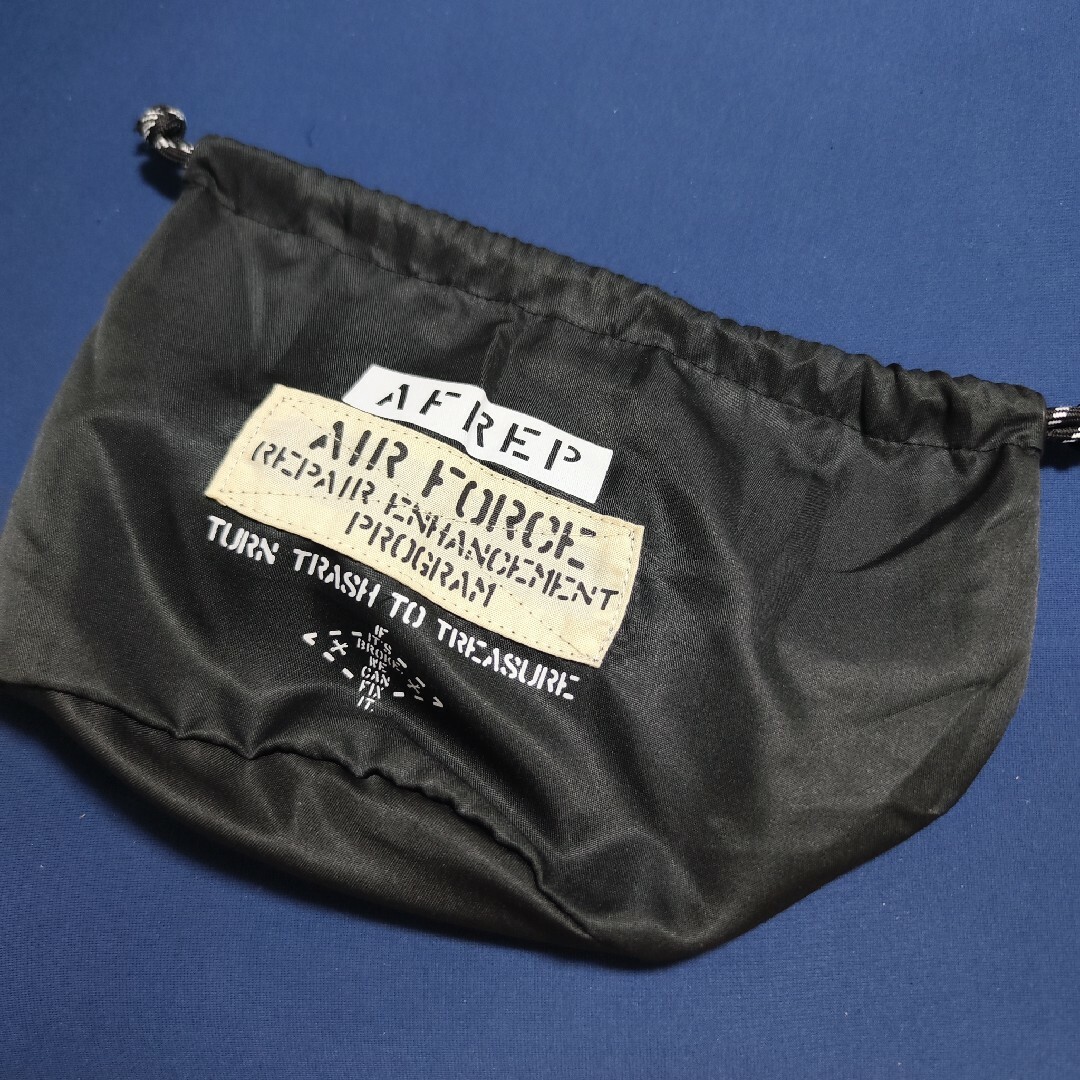 AFREP
AIR FORCE
REPAIR ENHANCEMENT
PROGRAM
TURN TRASH TO TREASURE
IF
IT'S
BROKE
WE
CAN
FIX
IT.